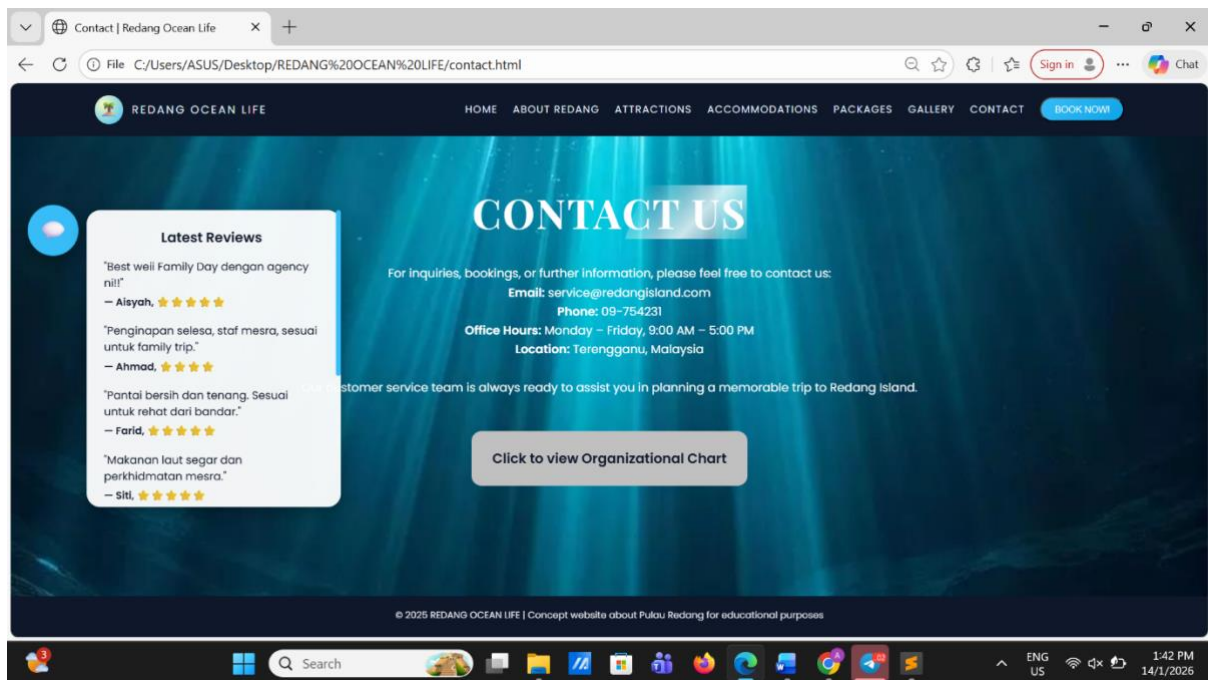 Contact | Redang Ocean Life
File C:/Users/ASUS/Desktop/REDANG%20OCEAN%20LIFE/contact.html
Sign in
Chat
REDANG OCEAN LIFE
HOME ABOUT REDANG ATTRACTIONS ACCOMMODATIONS PACKAGES GALLERY CONTACT BOOK NOW!
CONTACT US
For inquiries, bookings, or further information, please feel free to contact us:
Email: service@redangisland.com
Phone: 09-754231
Office Hours: Monday – Friday, 9:00 AM – 5:00 PM
Location: Terengganu, Malaysia
customer service team is always ready to assist you in planning a memorable trip to Redang Island.
Click to view Organizational Chart
Latest Reviews
"Best weii Family Day dengan agency
ni!!"
— Aisyah, ⭐⭐⭐⭐⭐
"Penginapan selesa, staf mesra, sesuai
untuk family trip."
— Ahmad, ⭐⭐⭐⭐
"Pantai bersih dan tenang. Sesuai
untuk rehat dari bandar."
— Farid, ⭐⭐⭐⭐⭐
"Makanan laut segar dan
perkhidmatan mesra."
— Siti, ⭐⭐⭐⭐⭐
© 2025 REDANG OCEAN LIFE | Concept website about Pulau Redang for educational purposes
3
Search
ENG
US
1:42 PM
14/1/2026